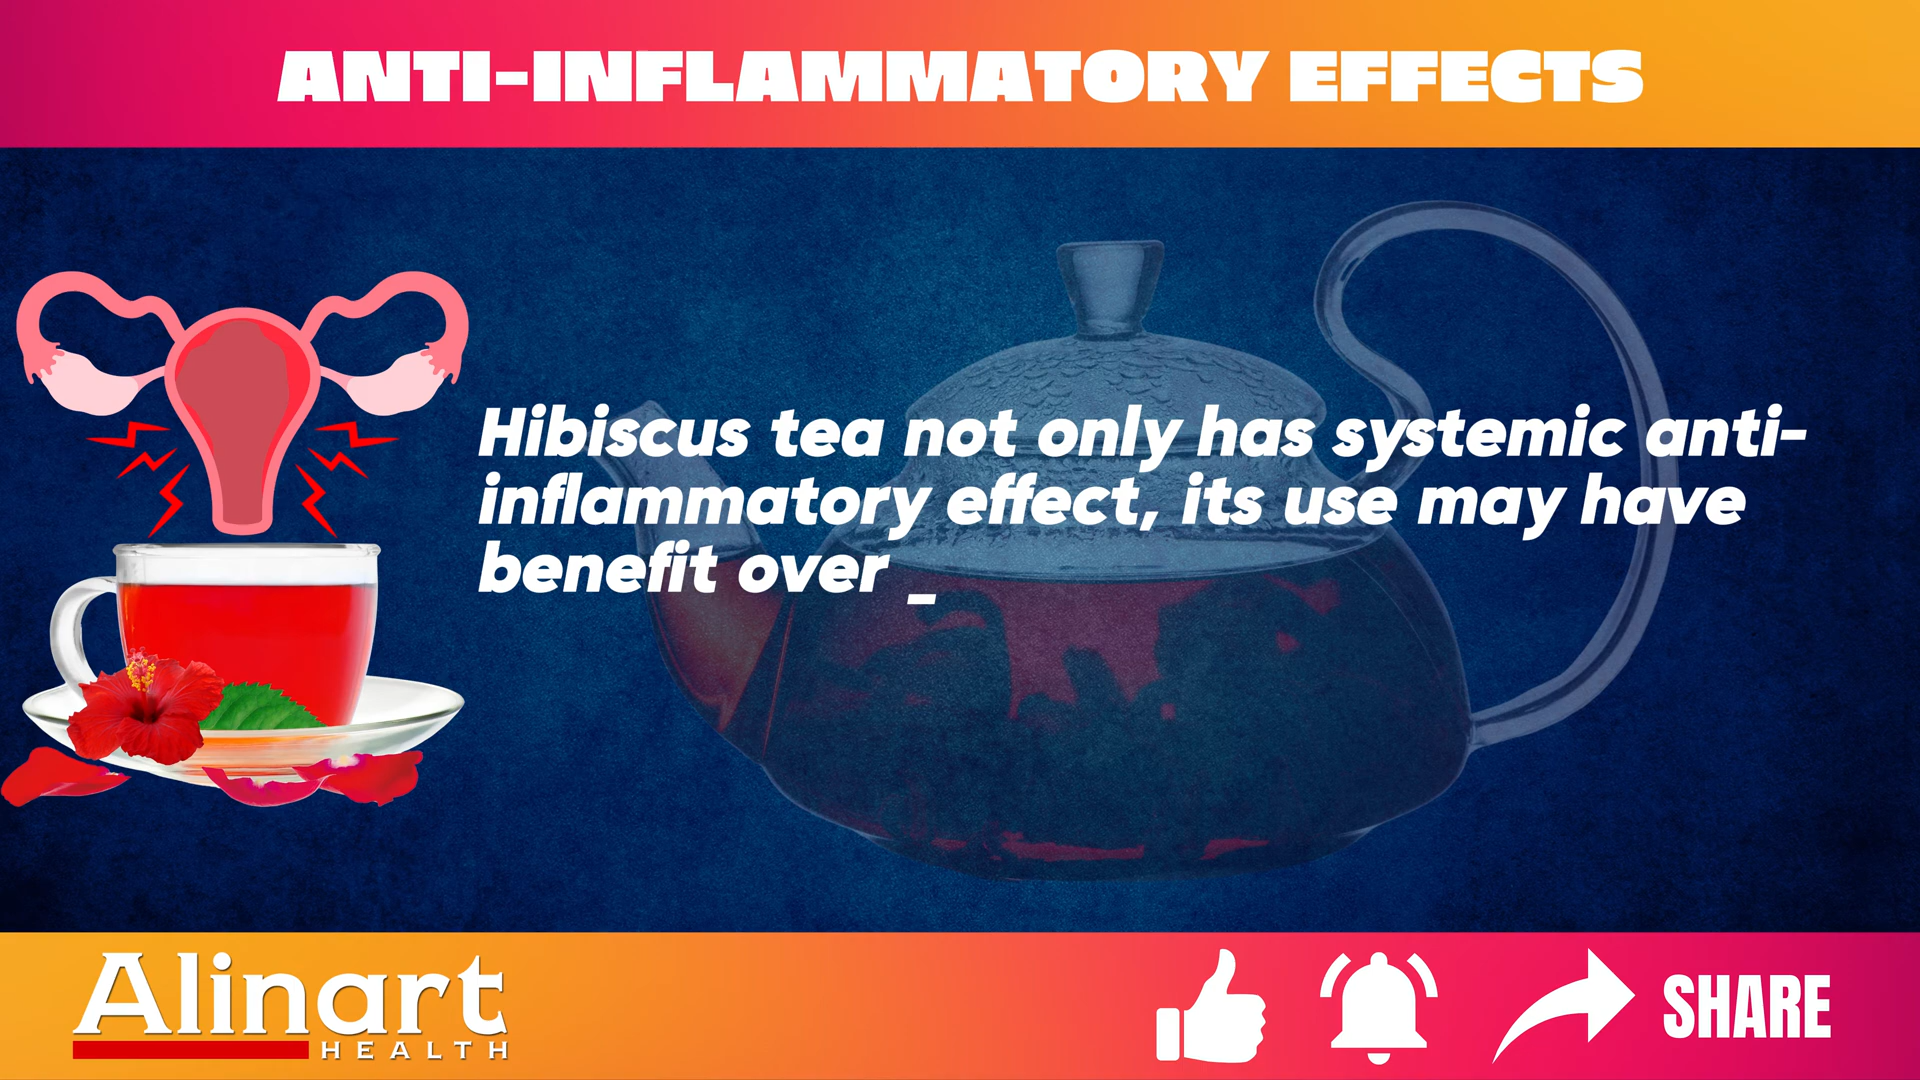 ANTI-INFLAMMATORY EFFECTS
Hibiscus tea not only has systemic anti-
inflammatory effect, its use may have
benefit over _
Alinart
HEALTH
SHARE